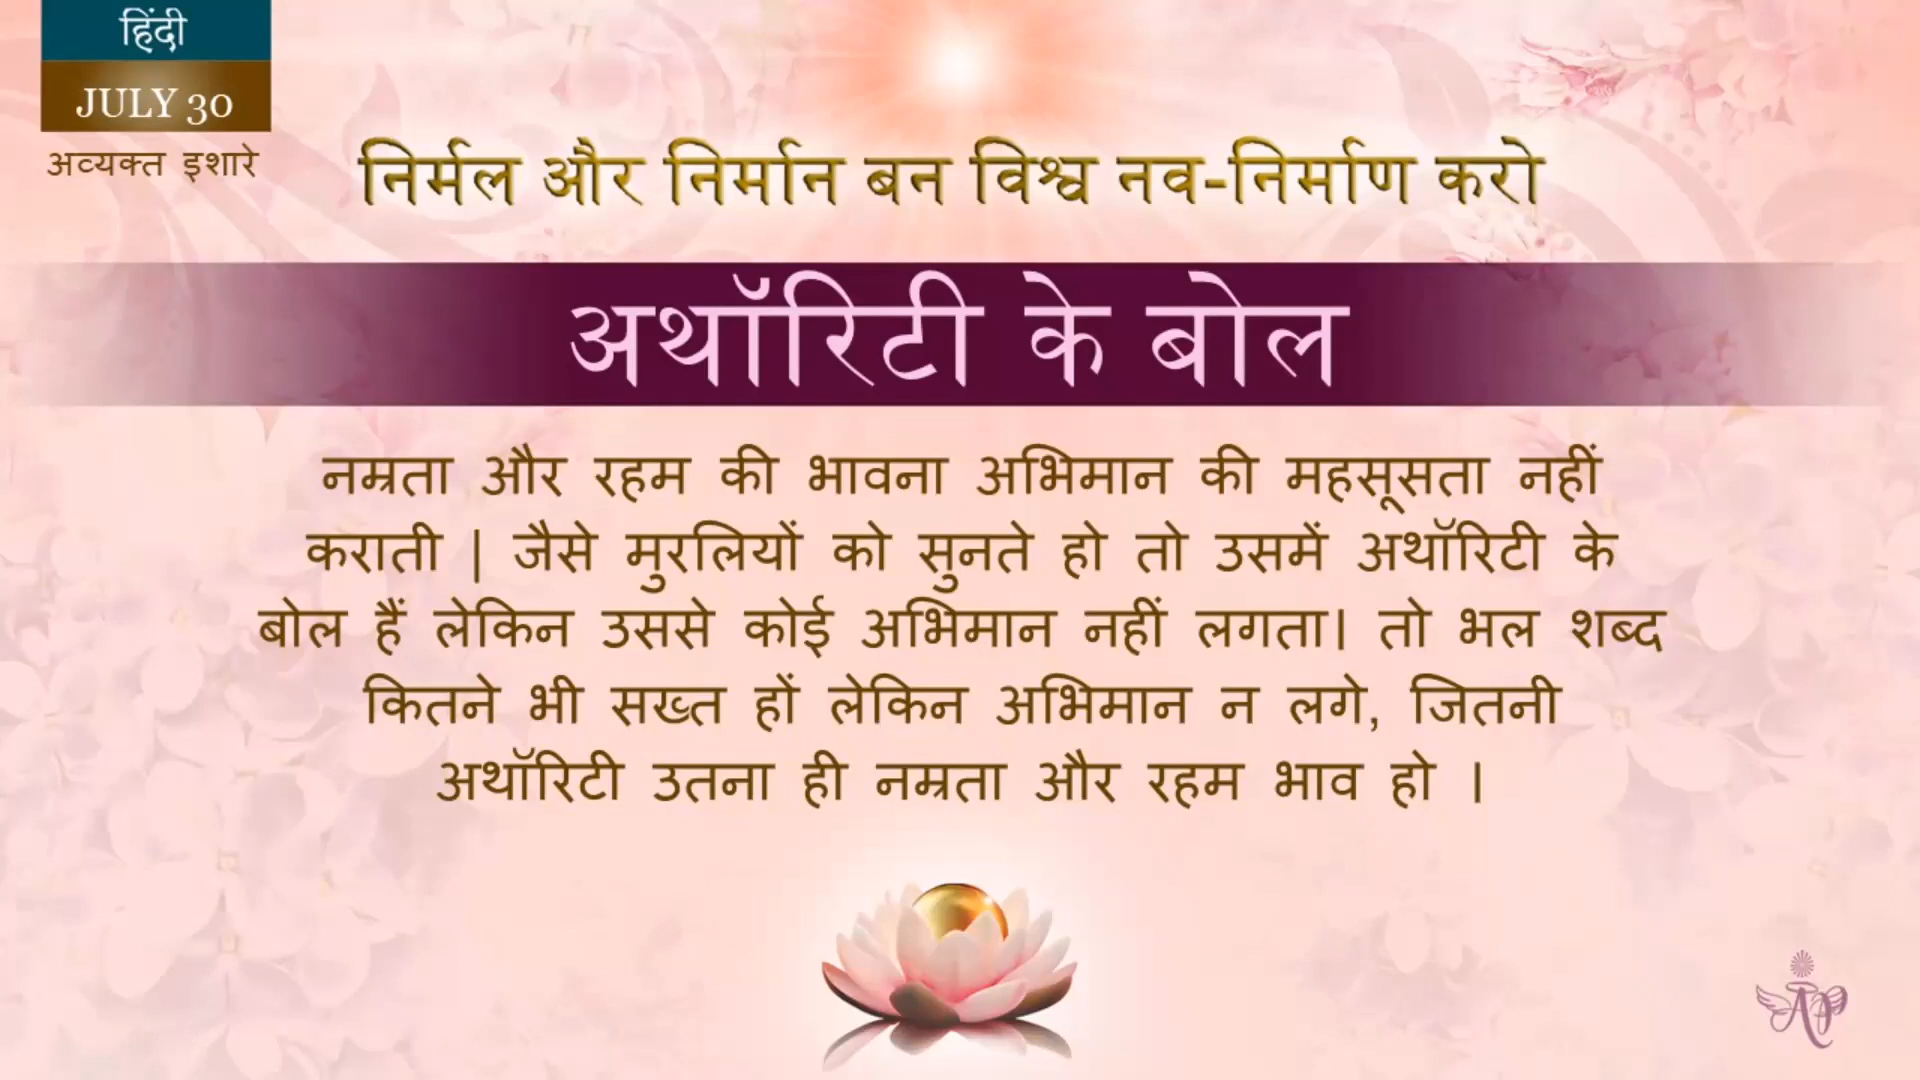 हिंदी
JULY 30
अव्यक्त इशारे
निर्मल और निर्मान बन विश्व नव-निर्माण करो
अथॉरिटी के बोल
नम्रता और रहम की भावना अभिमान की महसूसता नहीं
कराती | जैसे मुरलियों को सुनते हो तो उसमें अथॉरिटी के
बोल हैं लेकिन उससे कोई अभिमान नहीं लगता। तो भल शब्द
कितने भी सख्त हों लेकिन अभिमान न लगे, जितनी
अथॉरिटी उतना ही नम्रता और रहम भाव हो ।